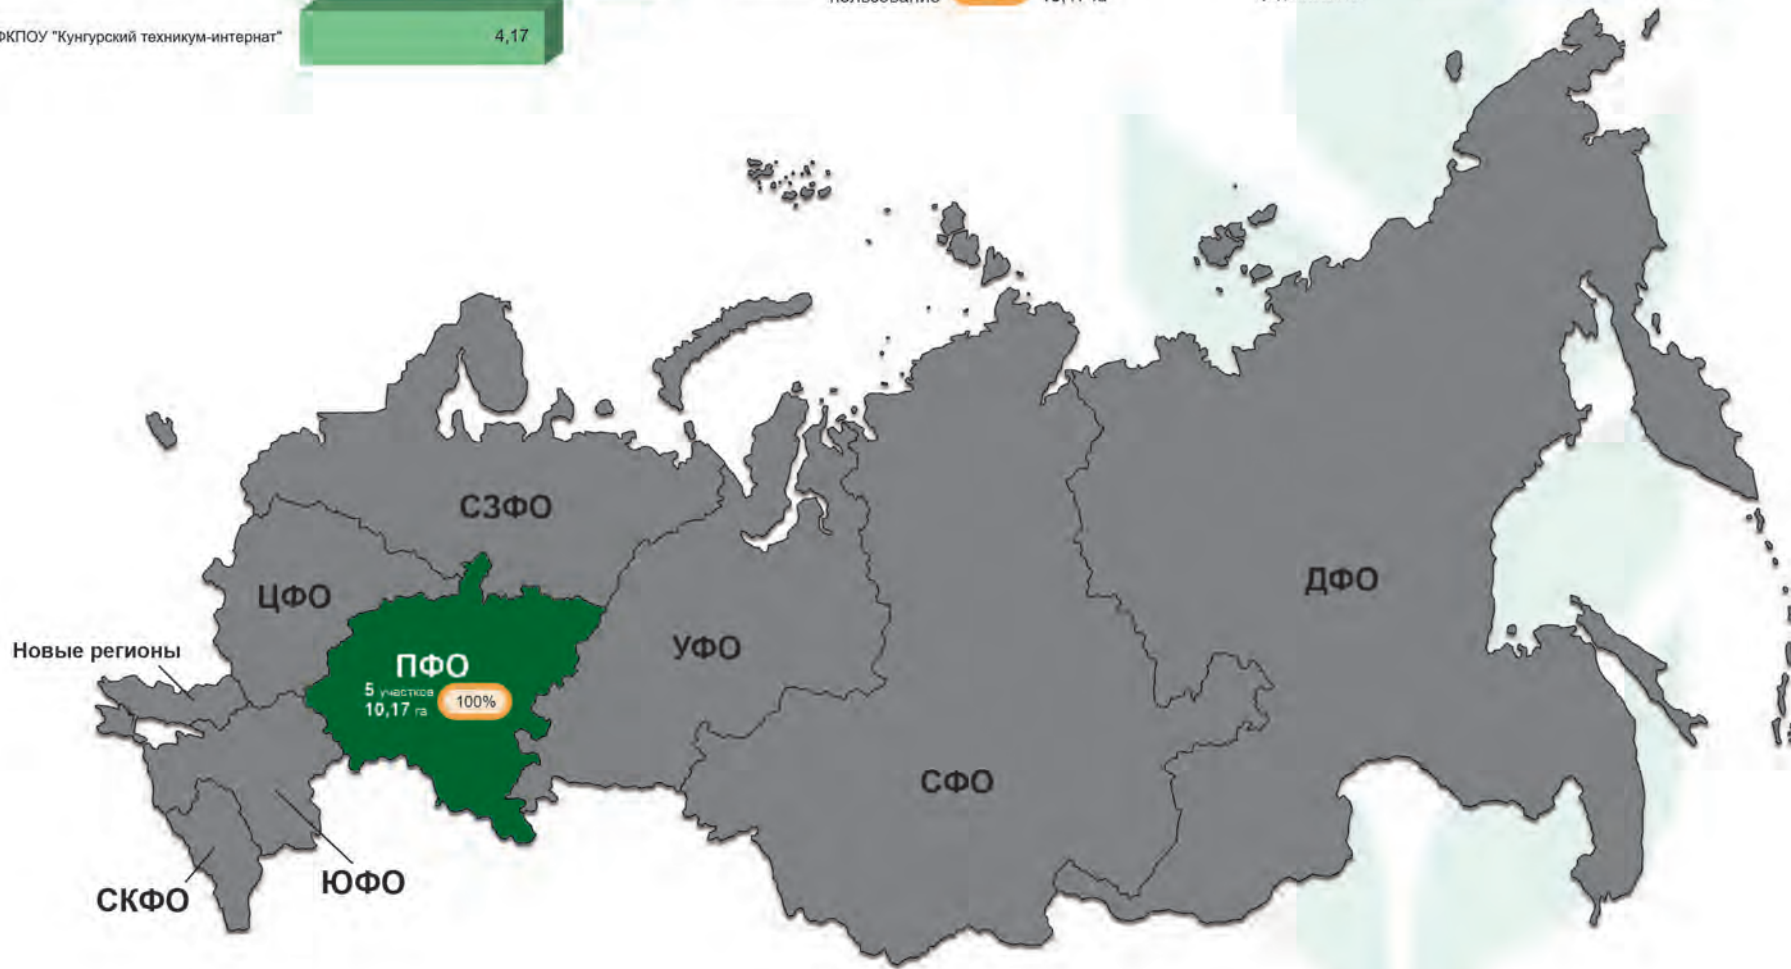 ФКПОУ "Кунгурский техникум-интернат"
4,17
СЗФО
ЦФО
ДФО
Новые регионы
ПФО
УФО
5 участков
10,17 га
100%
СФО
ЮФО
СКФО